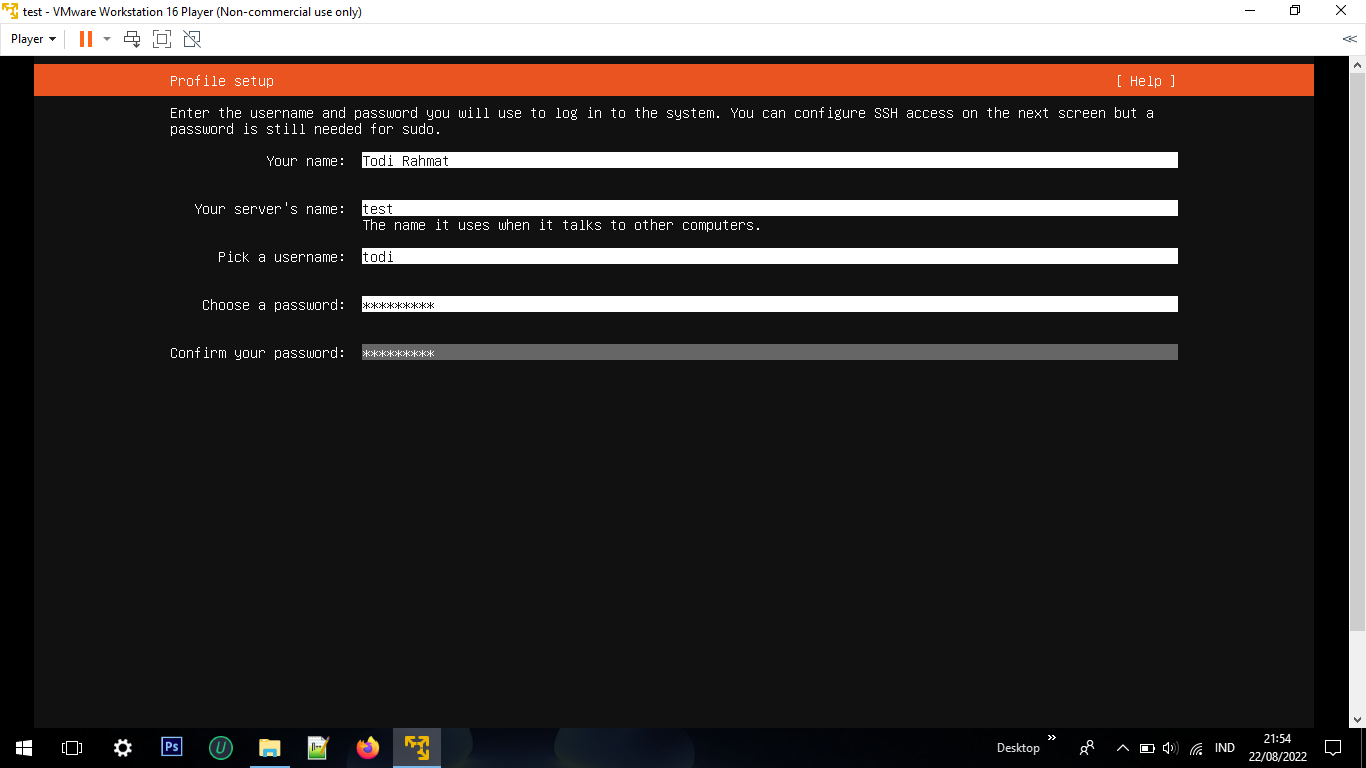 test - VMware Workstation 16 Player (Non-commercial use only)
Player
Profile setup [ Help ]
Enter the username and password you will use to log in to the system. You can configure SSH access on the next screen but a
password is still needed for sudo.
Your name: Todi Rahmat
Your server's name: test
The name it uses when it talks to other computers.
Pick a username: todi
Choose a password: *********
Confirm your password: *********
Ps U N++ Desktop IND 21:54
22/08/2022